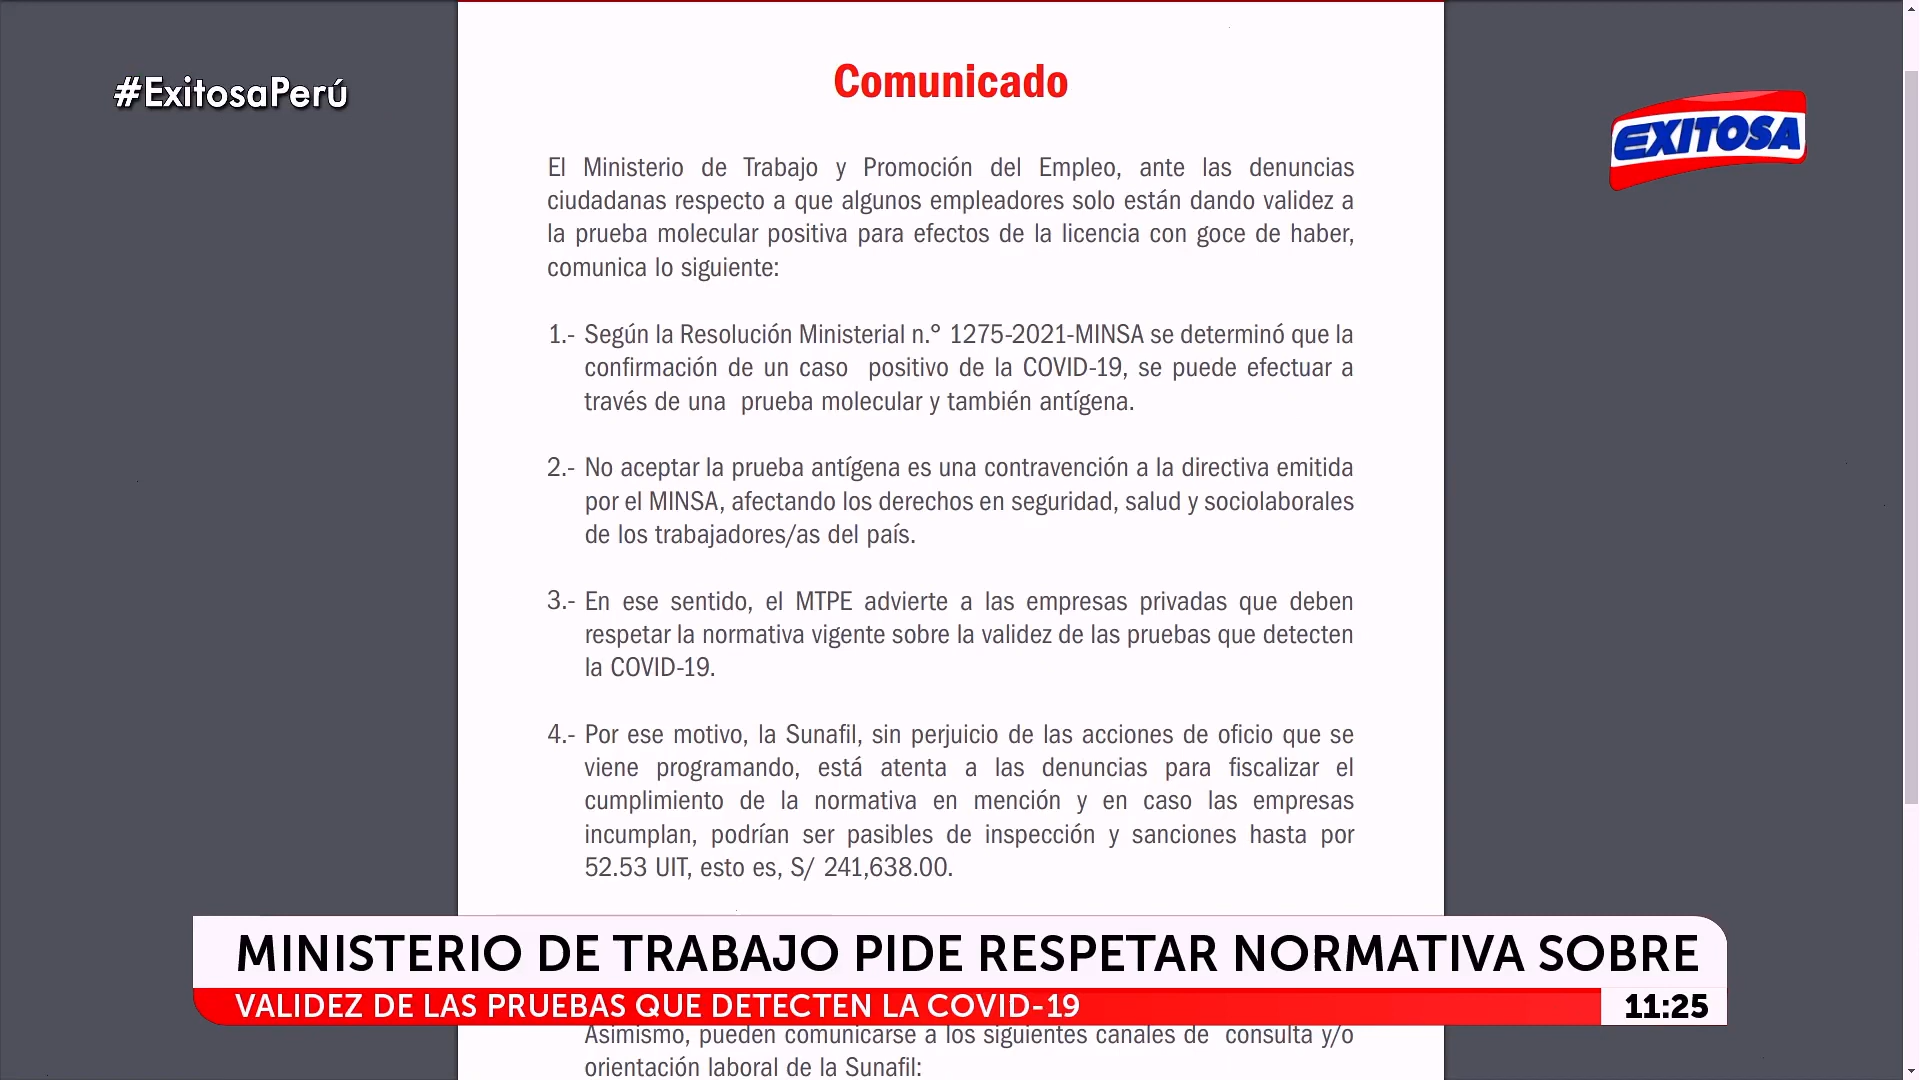 #ExitosaPerú
EXITOSA
Comunicado
El Ministerio de Trabajo y Promoción del Empleo, ante las denuncias
ciudadanas respecto a que algunos empleadores solo están dando validez a
la prueba molecular positiva para efectos de la licencia con goce de haber,
comunica lo siguiente:
1.- Según la Resolución Ministerial n.° 1275-2021-MINSA se determinó que la
confirmación de un caso positivo de la COVID-19, se puede efectuar a
través de una prueba molecular y también antígena.
2.- No aceptar la prueba antígena es una contravención a la directiva emitida
por el MINSA, afectando los derechos en seguridad, salud y sociolaborales
de los trabajadores/as del país.
3.- En ese sentido, el MTPE advierte a las empresas privadas que deben
respetar la normativa vigente sobre la validez de las pruebas que detecten
la COVID-19.
4.- Por ese motivo, la Sunafil, sin perjuicio de las acciones de oficio que se
viene programando, está atenta a las denuncias para fiscalizar el
cumplimiento de la normativa en mención y en caso las empresas
incumplan, podrían ser pasibles de inspección y sanciones hasta por
52.53 UIT, esto es, S/ 241,638.00.
MINISTERIO DE TRABAJO PIDE RESPETAR NORMATIVA SOBRE
VALIDEZ DE LAS PRUEBAS QUE DETECTEN LA COVID-19
11:25
Asimismo, pueden comunicarse a los siguientes canales de consulta y/o
orientación laboral de la Sunafil: